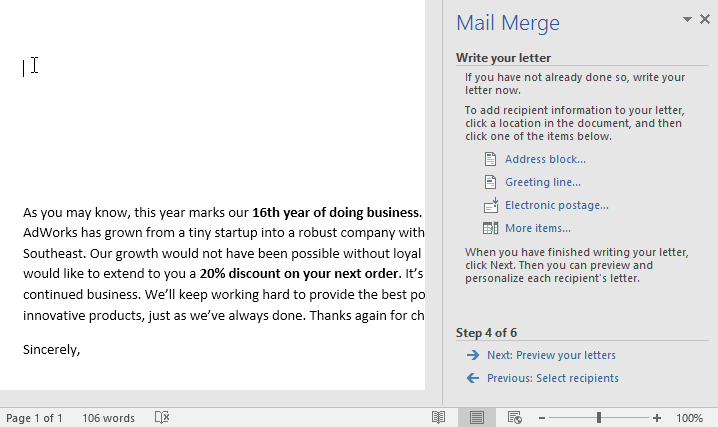 As you may know, this year marks our 16th year of doing business.
AdWorks has grown from a tiny startup into a robust company with
Southeast. Our growth would not have been possible without loyal
would like to extend to you a 20% discount on your next order. It's
continued business. We'll keep working hard to provide the best po
innovative products, just as we've always done. Thanks again for ch
Sincerely,
Mail Merge
Write your letter
If you have not already done so, write your
letter now.
To add recipient information to your letter,
click a location in the document, and then
click one of the items below.
Address block...
Greeting line...
Electronic postage...
More items...
When you have finished writing your letter,
click Next. Then you can preview and
personalize each recipient's letter.
Step 4 of 6
Next: Preview your letters
Previous: Select recipients
Page 1 of 1 106 words 100%